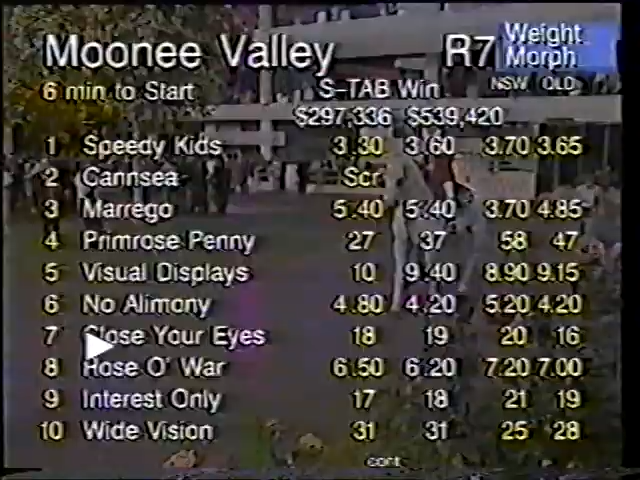 Moonee Valley R7 Weight Morph
6 min to Start S-TAB Win NSW QLD
$297,336 $539,420
1 Speedy Kids 3.30 3.60 3.70 3.65
2 Cannsea Scr
3 Marrego 5.40 5.40 3.70 4.85
4 Primrose Penny 27 37 58 47
5 Visual Displays 10 9.40 8.90 9.15
6 No Alimony 4.80 4.20 5.20 4.20
7 Close Your Eyes 18 19 20 16
8 Rose O' War 6.50 6.20 7.20 7.00
9 Interest Only 17 18 21 19
10 Wide Vision 31 31 25 28
cont